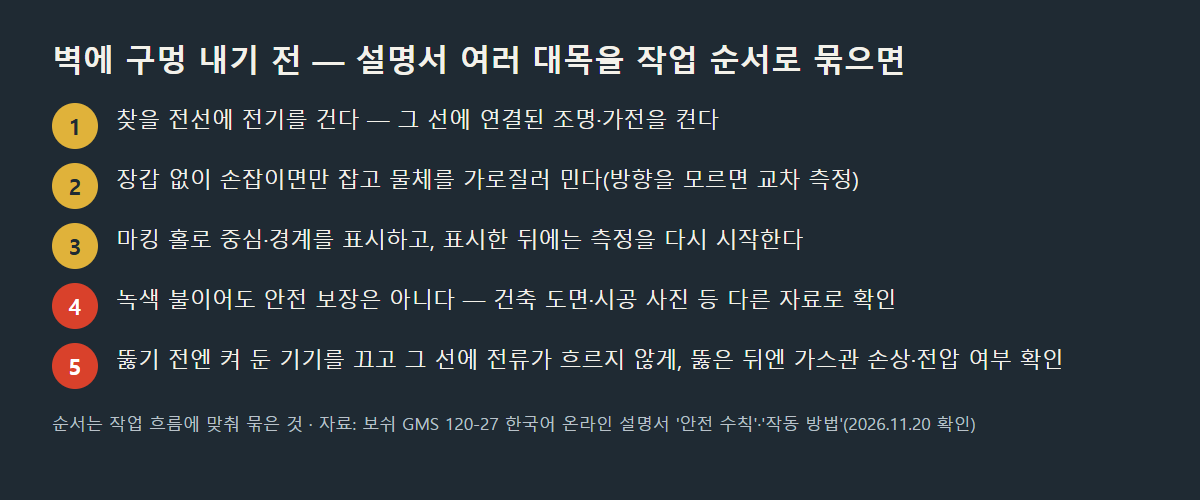 벽에 구멍 내기 전 — 설명서 여러 대목을 작업 순서로 묶으면
1 찾을 전선에 전기를 건다 — 그 선에 연결된 조명·가전을 켠다
2 장갑 없이 손잡이면만 잡고 물체를 가로질러 민다(방향을 모르면 교차 측정)
3 마킹 홀로 중심·경계를 표시하고, 표시한 뒤에는 측정을 다시 시작한다
4 녹색 불이어도 안전 보장은 아니다 — 건축 도면·시공 사진 등 다른 자료로 확인
5 뚫기 전엔 켜 둔 기기를 끄고 그 선에 전류가 흐르지 않게, 뚫은 뒤엔 가스관 손상·전압 여부 확인
순서는 작업 흐름에 맞춰 묶은 것 · 자료: 보쉬 GMS 120-27 한국어 온라인 설명서 '안전 수칙'·'작동 방법'(2026.11.20 확인)